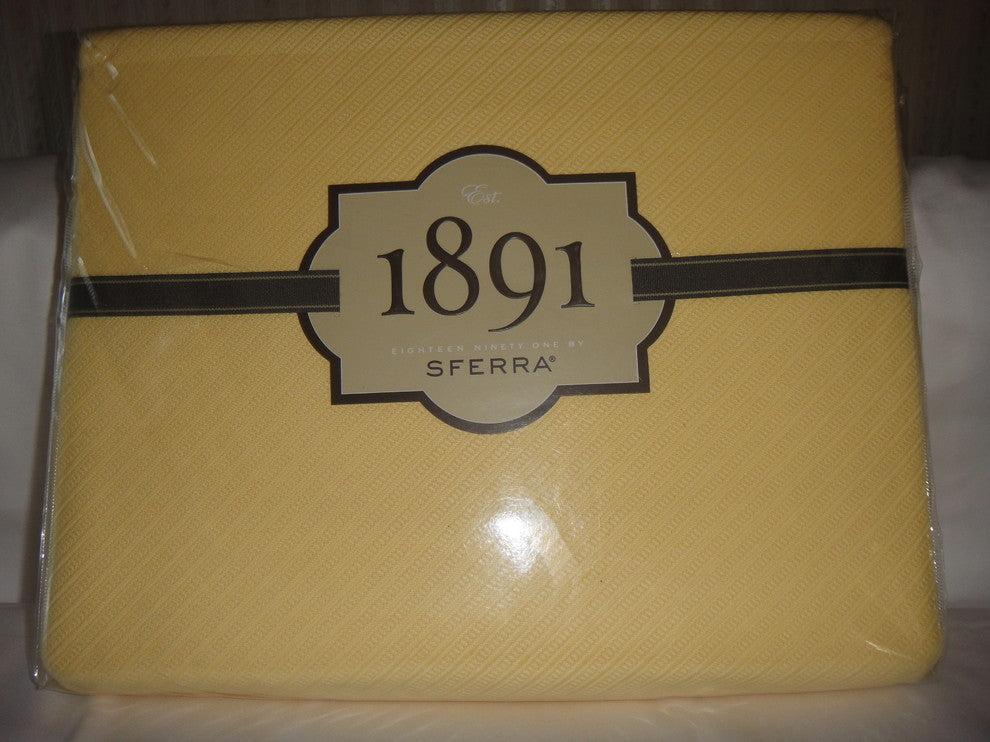 Est.
1891
EIGHTEEN NINETY ONE BY
SFERRA®